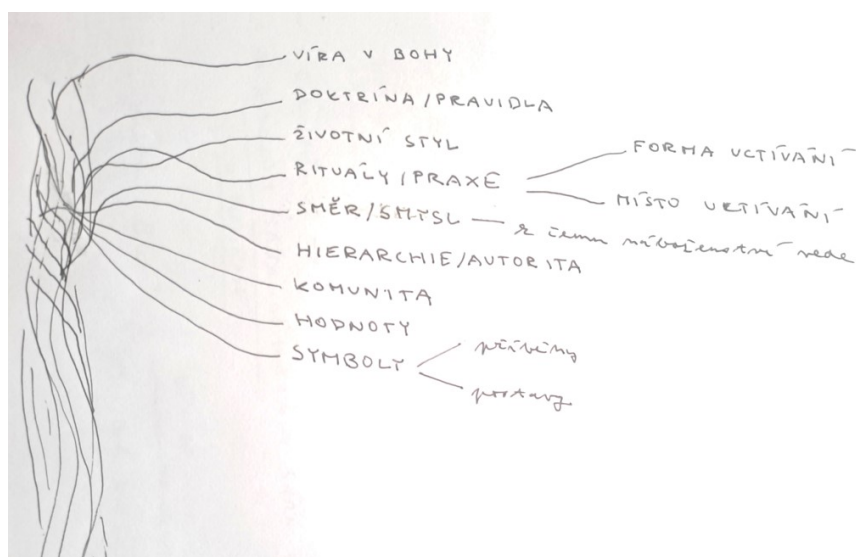 VÍRA V BOHY
DOKTRÍNA/PRAVIDLA
ŽIVOTNÍ STYL
RITUÁLY/PRAXE
FORMA UCTÍVÁNÍ
MÍSTO UCTÍVÁNÍ
SMĚR/SMYSL
k čemu náboženství vede
HIERARCHIE/AUTORITA
KOMUNITA
HODNOTY
SYMBOLY
příběhy
postavy